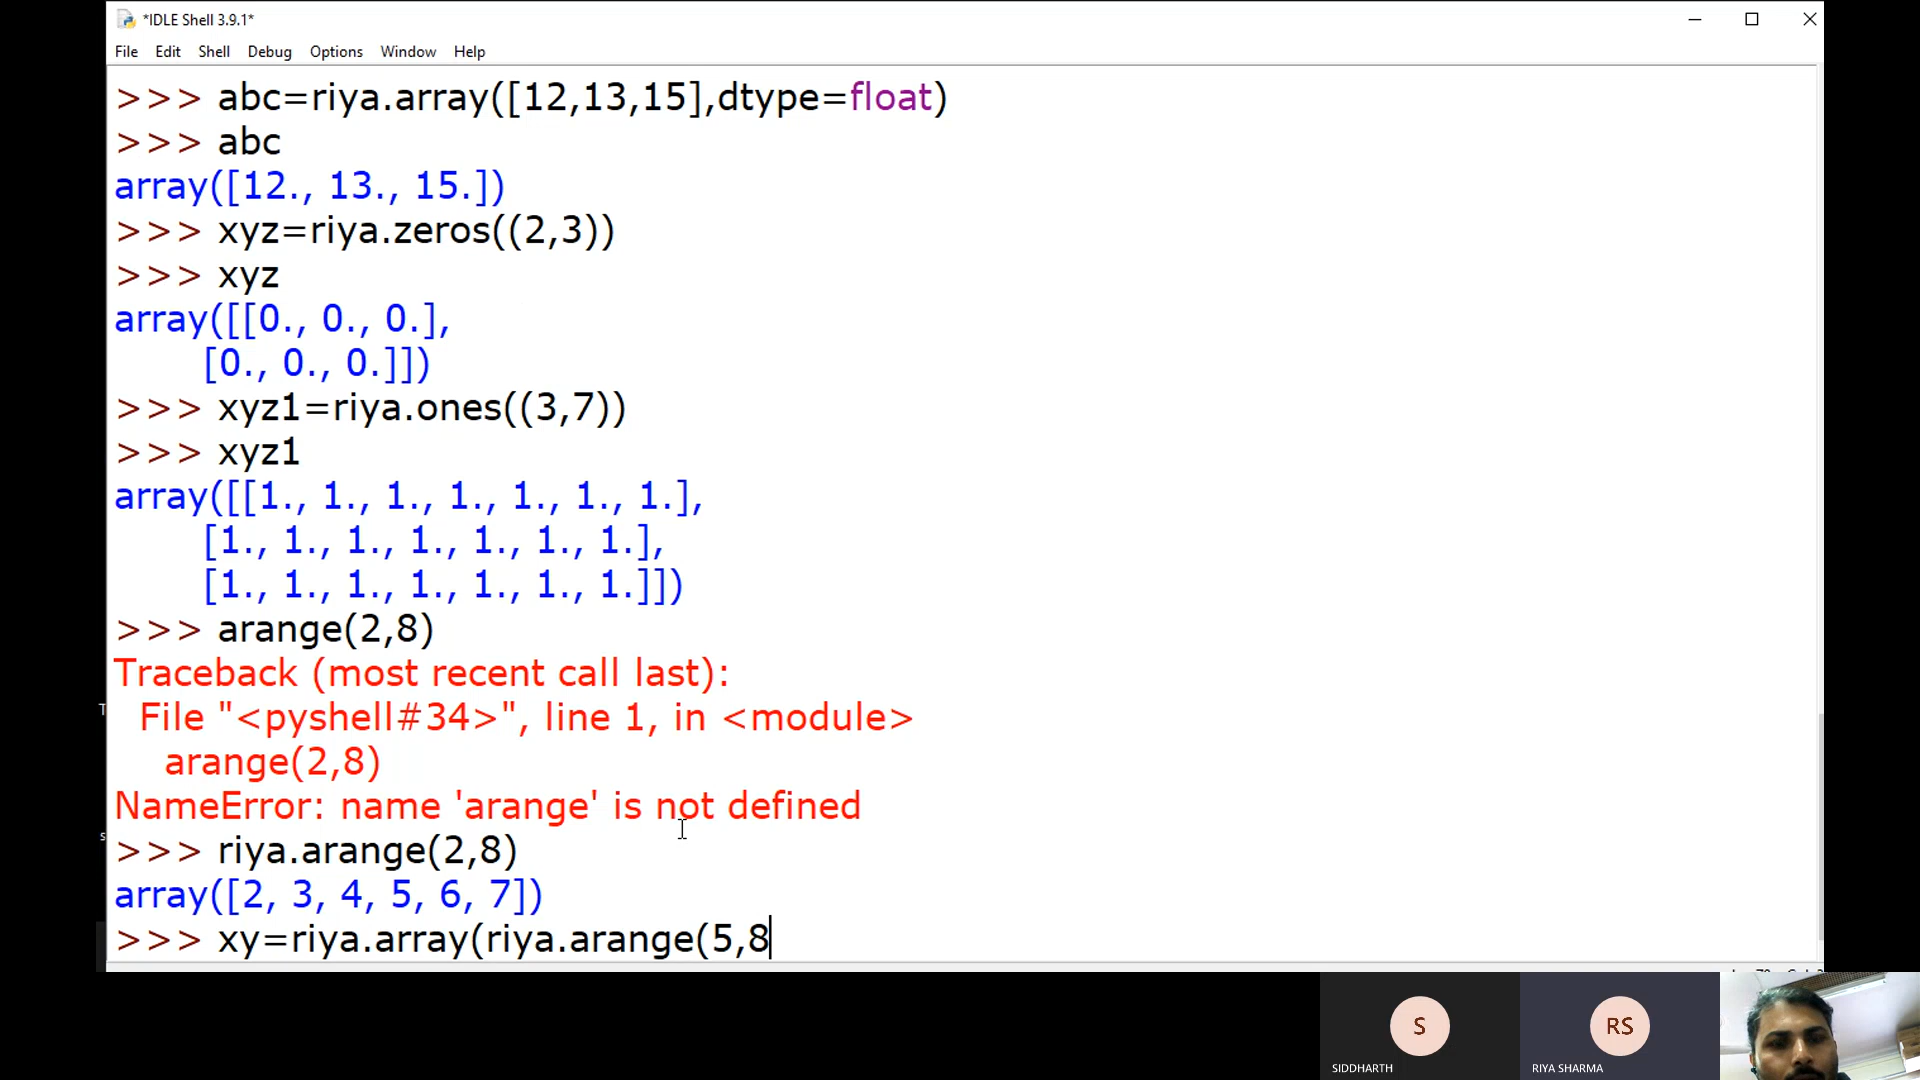 *IDLE Shell 3.9.1*
File Edit Shell Debug Options Window Help
>>> abc=riya.array([12,13,15],dtype=float)
>>> abc
array([12., 13., 15.])
>>> xyz=riya.zeros((2,3))
>>> xyz
array([[0., 0., 0.],
[0., 0., 0.]])
>>> xyz1=riya.ones((3,7))
>>> xyz1
array([[1., 1., 1., 1., 1., 1., 1.],
[1., 1., 1., 1., 1., 1., 1.],
[1., 1., 1., 1., 1., 1., 1.]])
>>> arange(2,8)
Traceback (most recent call last):
File "<pyshell#34>", line 1, in <module>
arange(2,8)
NameError: name 'arange' is not defined
>>> riya.arange(2,8)
array([2, 3, 4, 5, 6, 7])
>>> xy=riya.array(riya.arange(5,8
S
SIDDHARTH
RS
RIYA SHARMA